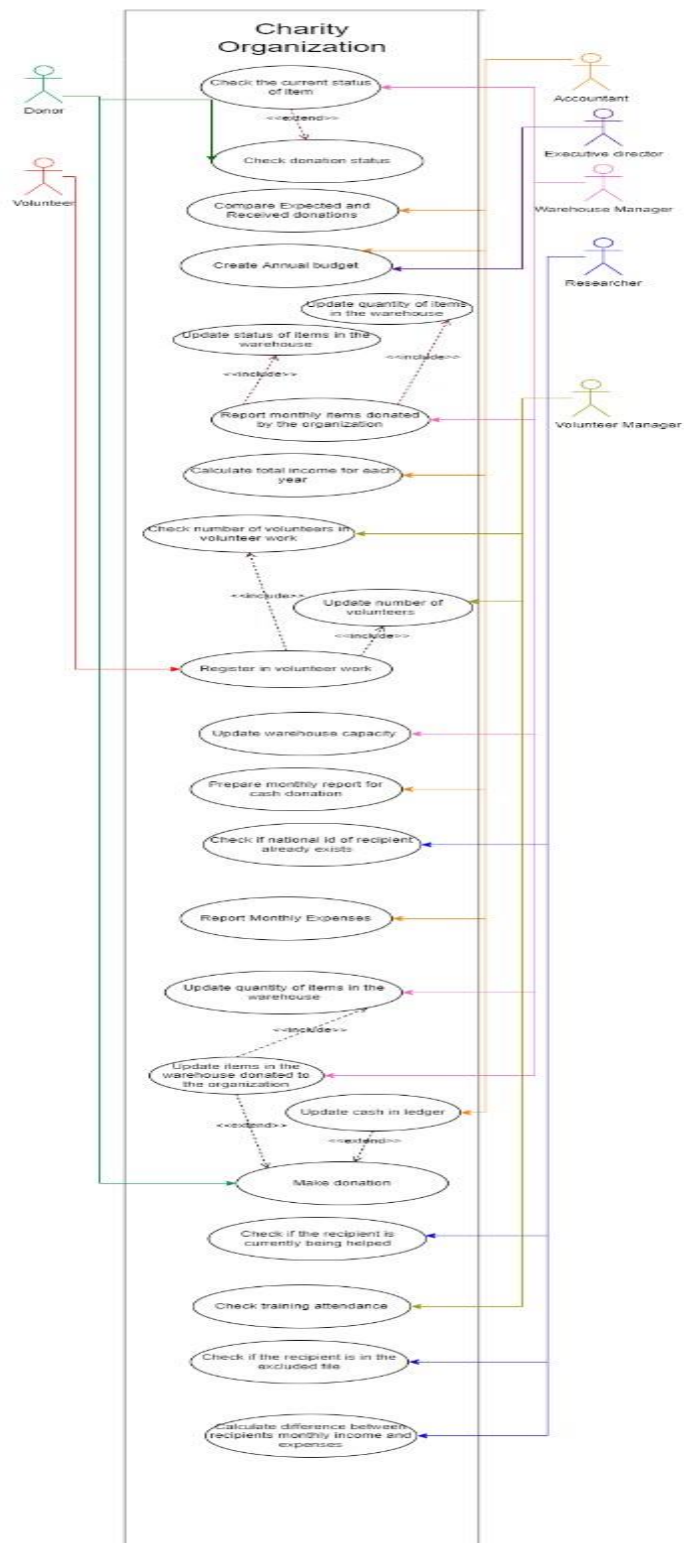 Charity
Organization
Donor
Volunteer
Accountant
Executive director
Warehouse Manager
Researcher
Volunteer Manager
Check the current status
of item
<<extend>>
Check donation status
Compare Expected and
Received donations
Create Annual budget
Update quantity of items
in the warehouse
Update status of items in the
warehouse
<<include>>
<<include>>
Report monthly items donated
by the organization
Calculate total income for each
year
Check number of volunteers in
volunteer work
<<include>>
Update number of
volunteers
<<include>>
Register in volunteer work
Update warehouse capacity
Prepare monthly report for
cash donation
Check if national id of recipient
already exists
Report Monthly Expenses
Update quantity of items in the
warehouse
<<include>>
Update items in the
warehouse donated to
the organization
Update cash in ledger
<<extend>>
<<extend>>
Make donation
Check if the recipient is
currently being helped
Check training attendance
Check if the recipient is in the
excluded file
Calculate difference between
recipients monthly income and
expenses